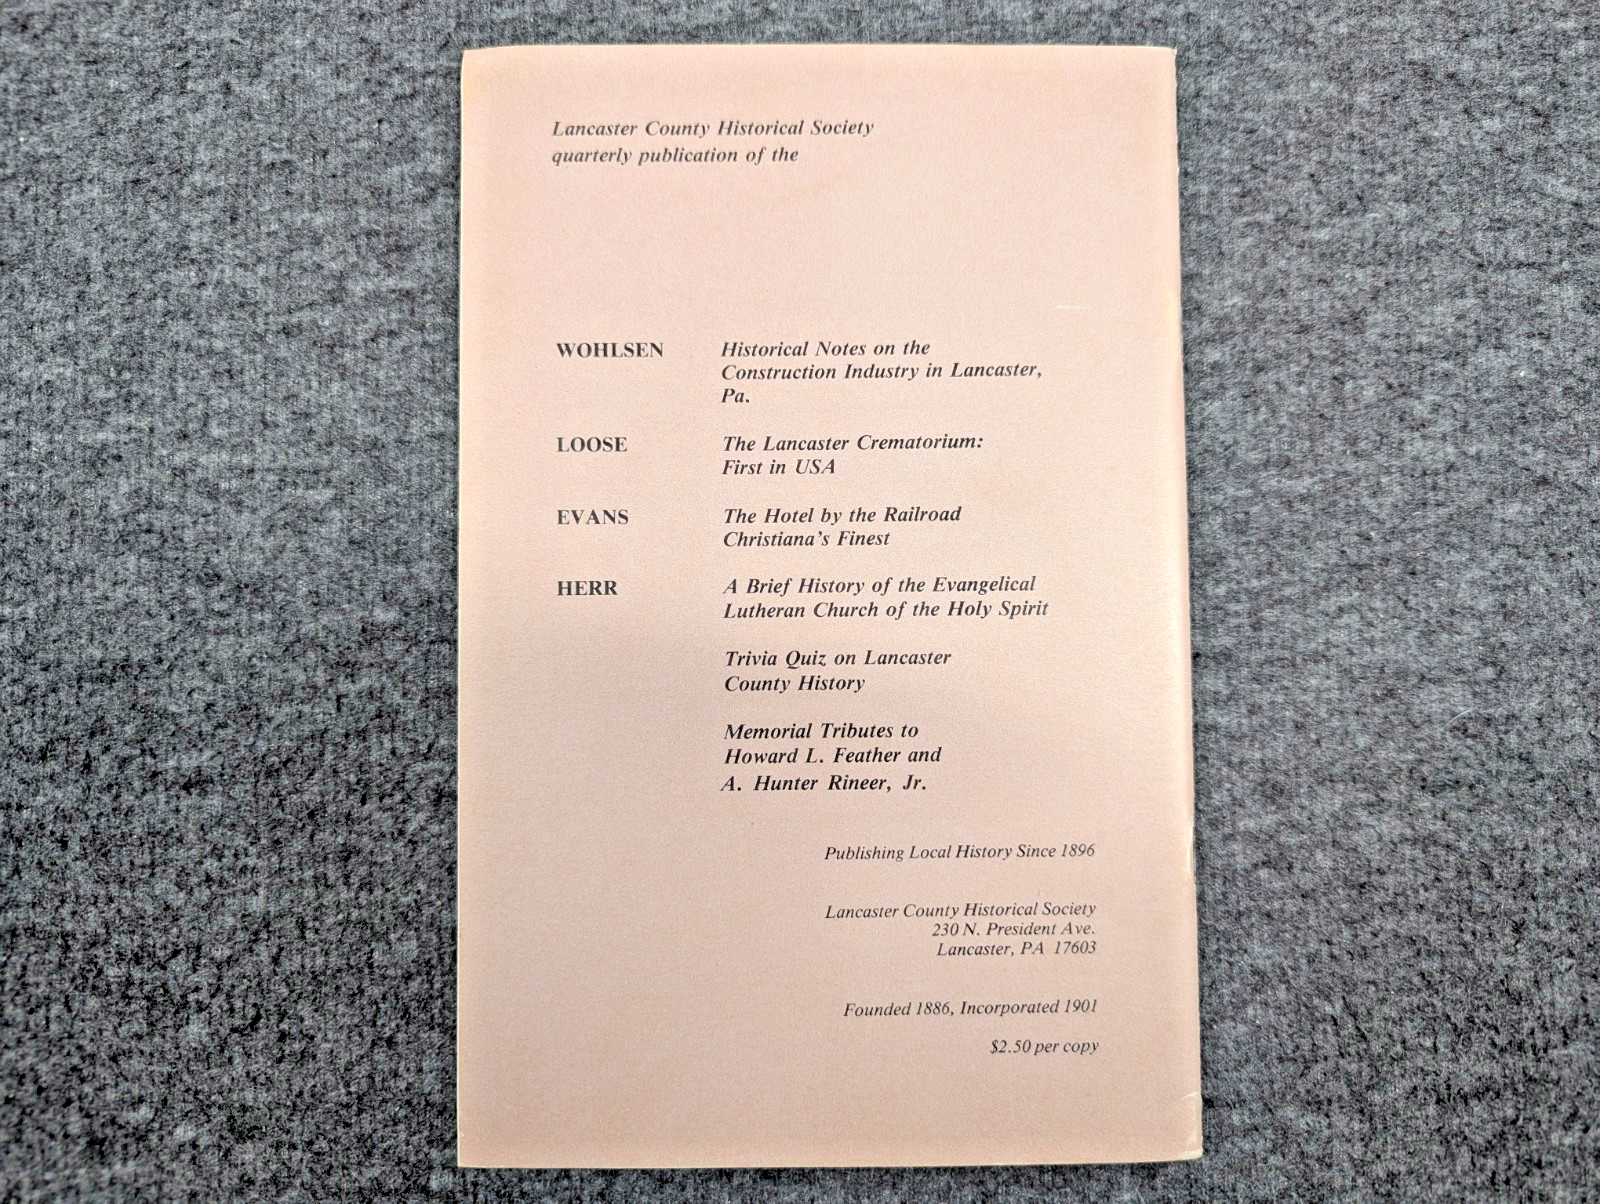 Lancaster County Historical Society
quarterly publication of the
WOHLSEN Historical Notes on the
Construction Industry in Lancaster,
Pa.
LOOSE The Lancaster Crematorium:
First in USA
EVANS The Hotel by the Railroad
Christiana's Finest
HERR A Brief History of the Evangelical
Lutheran Church of the Holy Spirit
Trivia Quiz on Lancaster
County History
Memorial Tributes to
Howard L. Feather and
A. Hunter Rineer, Jr.
Publishing Local History Since 1896
Lancaster County Historical Society
230 N. President Ave.
Lancaster, PA 17603
Founded 1886, Incorporated 1901
$2.50 per copy